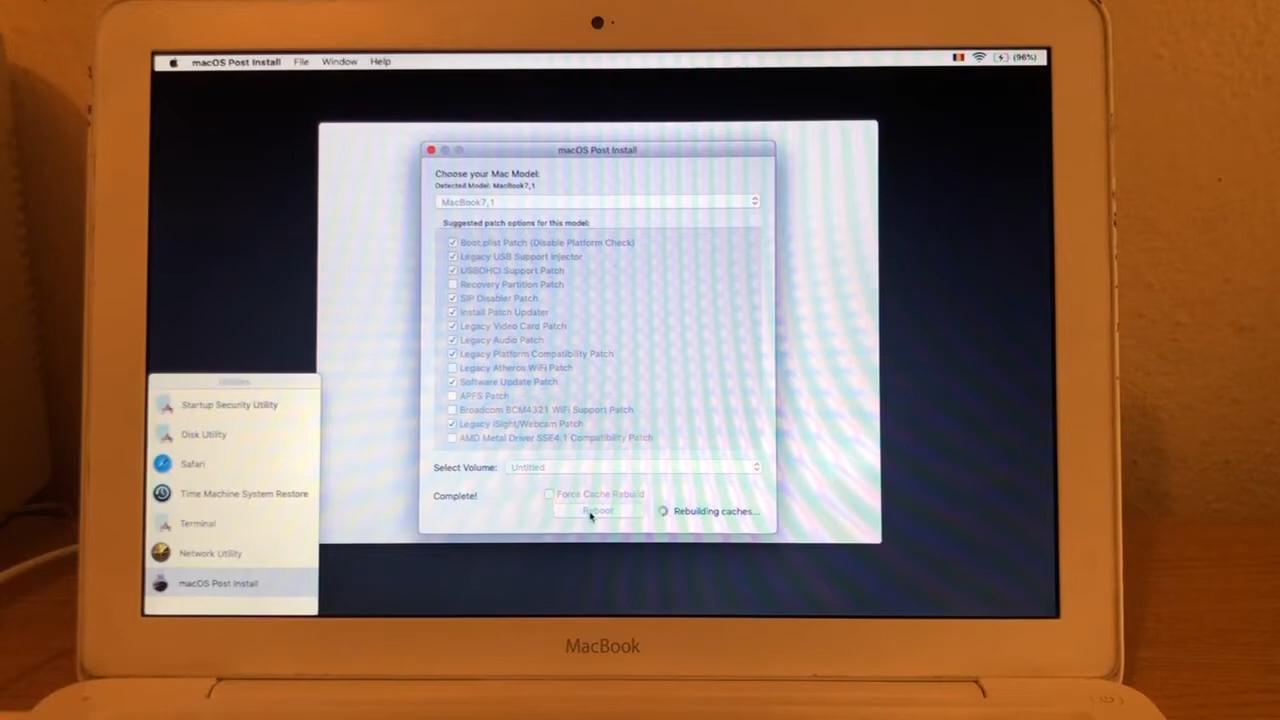 macOS Post Install File Window Help (96%)
macOS Post Install
Choose your Mac Model:
Detected Model: MacBook7,1
MacBook7,1
Suggested patch options for this model:
Boot.plist Patch (Disable Platform Check)
Legacy USB Support Injector
USBOHCI Support Patch
Recovery Partition Patch
SIP Disabler Patch
Install Patch Updater
Legacy Video Card Patch
Legacy Audio Patch
Legacy Platform Compatibility Patch
Legacy Atheros WiFi Patch
Software Update Patch
APFS Patch
Broadcom BCM4321 WiFi Support Patch
Legacy iSight/Webcam Patch
AMD Metal Driver SSE4.1 Compatibility Patch
Select Volume: Untitled
Complete! Force Cache Rebuild
Reboot Rebuilding caches...
Utilities
Startup Security Utility
Disk Utility
Safari
Time Machine System Restore
Terminal
Network Utility
macOS Post Install
MacBook